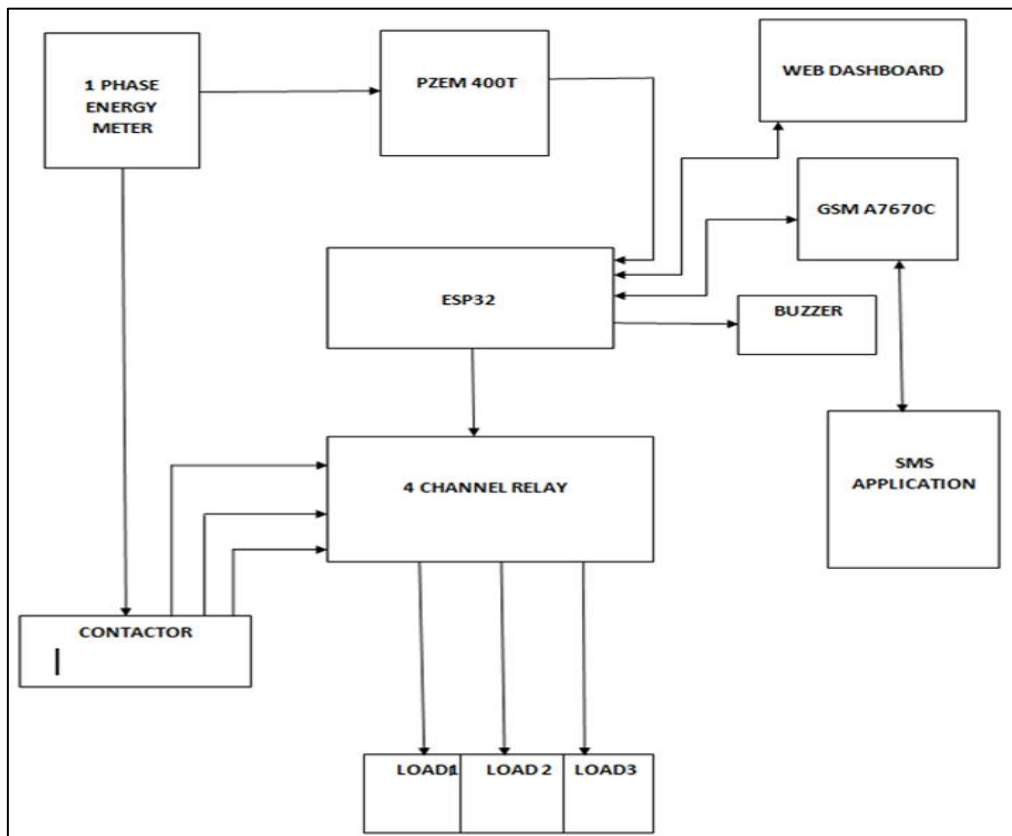 1 PHASE
ENERGY
METER
PZEM 400T
WEB DASHBOARD
GSM A7670C
ESP32
BUZZER
4 CHANNEL RELAY
SMS
APPLICATION
CONTACTOR
LOAD1
LOAD 2
LOAD3